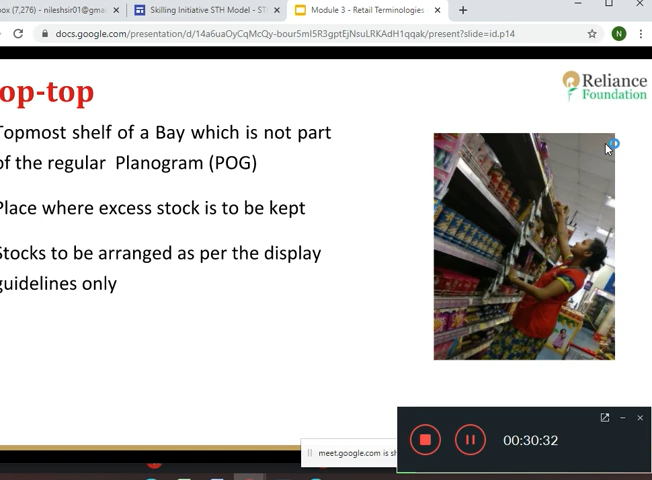 ox (7,276) - nileshsir01@gmai
Skilling Initiative STH Model - ST
Module 3 - Retail Terminologies
docs.google.com/presentation/d/14a6uaOyCqMcQy-bour5mI5R3gptEjNsuLRKAdH1qqak/present?slide=id.p14
N
op-top
Reliance
Foundation
Topmost shelf of a Bay which is not part
of the regular Planogram (POG)
Place where excess stock is to be kept
Stocks to be arranged as per the display
guidelines only
meet.google.com is sh
00:30:32